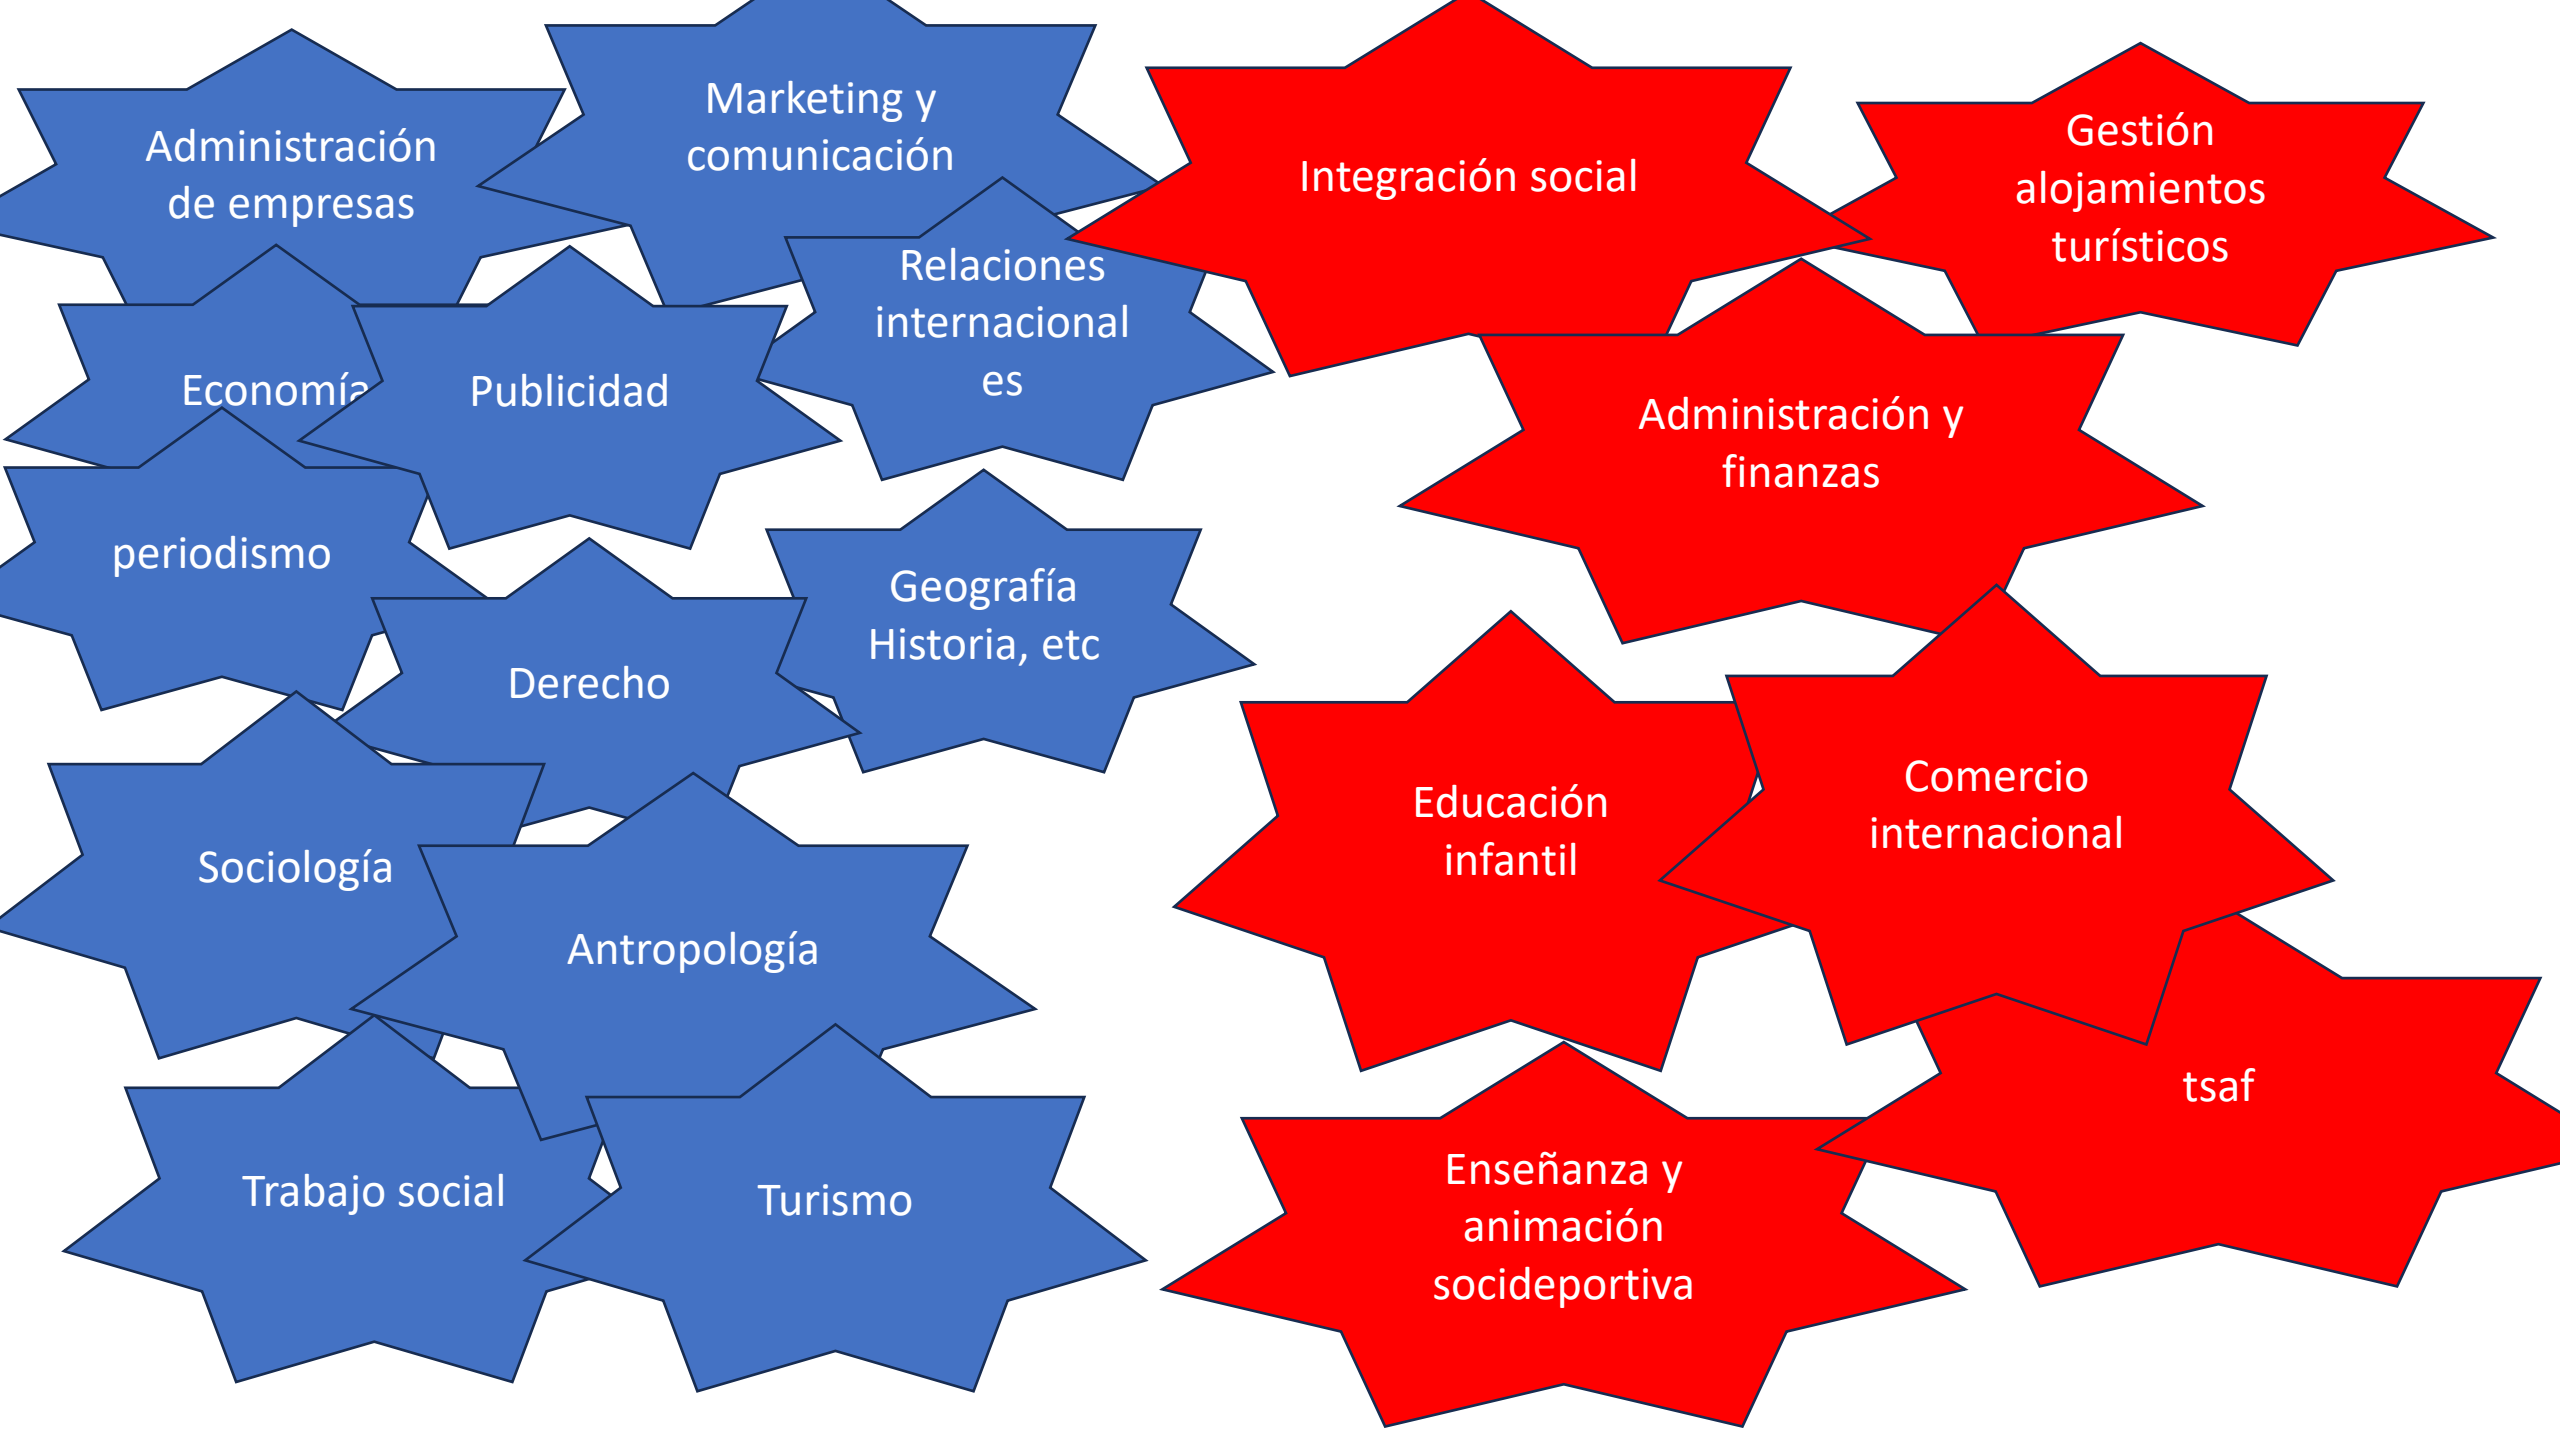 Administración
de empresas
Marketing y
comunicación
Relaciones
internacional
es
Economía
Publicidad
periodismo
Derecho
Geografía
Historia, etc
Sociología
Antropología
Trabajo social
Turismo
Integración social
Gestión
alojamientos
turísticos
Administración y
finanzas
Educación
infantil
Comercio
internacional
tsaf
Enseñanza y
animación
socideportiva